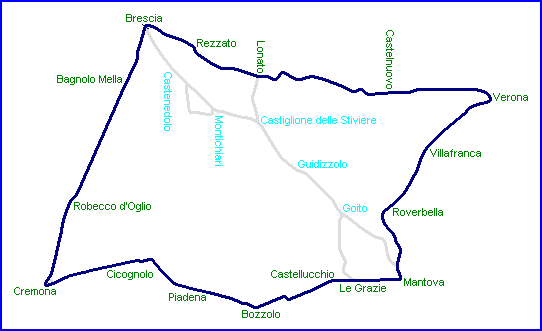 Brescia
Rezzato
Lonato
Castelnuovo
Bagnolo Mella
Castenedolo
Montichiari
Castiglione delle Stiviere
Verona
Villafranca
Guidizzolo
Goito
Roverbella
Robecco d'Oglio
Cicognolo
Castellucchio
Mantova
Le Grazie
Cremona
Piadena
Bozzolo